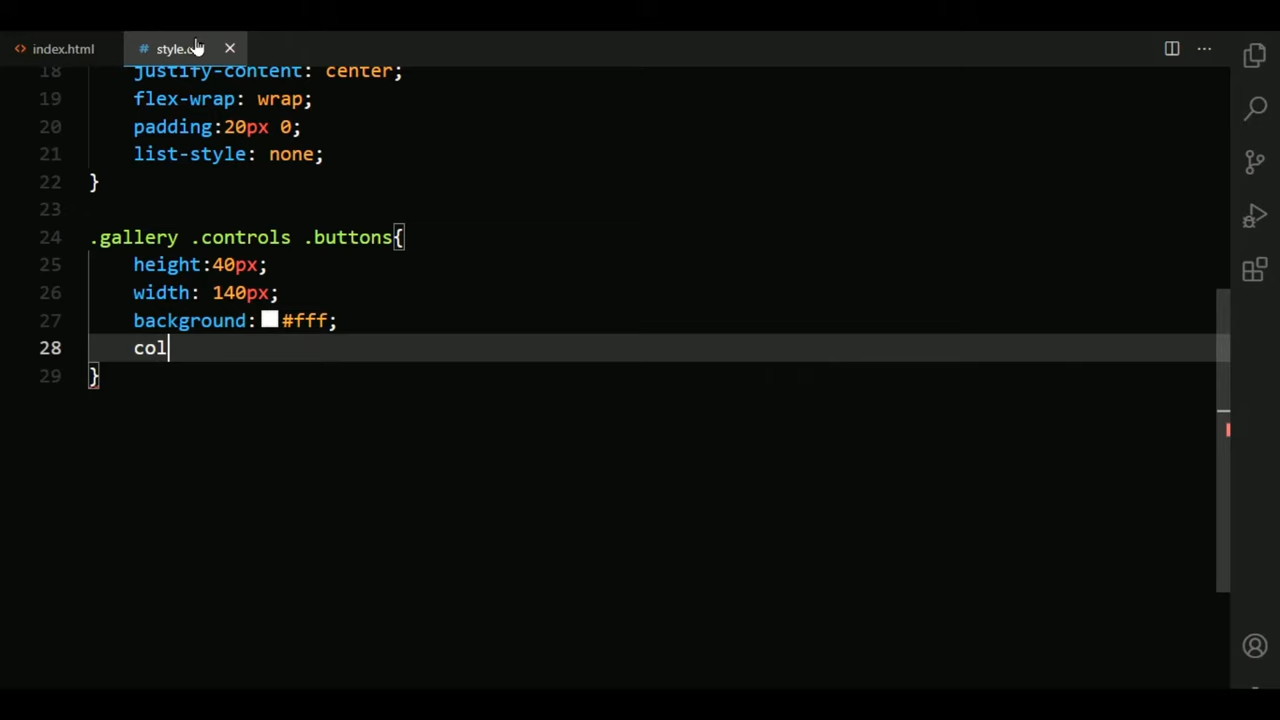 index.html
# style.c
18 justify-content: center;
19 flex-wrap: wrap;
20 padding:20px 0;
21 list-style: none;
22 }
23
24 .gallery .controls .buttons{
25 height:40px;
26 width: 140px;
27 background: #fff;
28 col
29 }